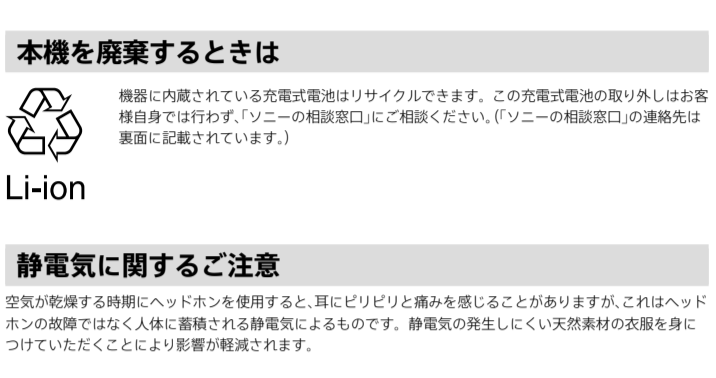 本機を廃棄するときは
機器に内蔵されている充電式電池はリサイクルできます。この充電式電池の取り外しはお客
様自身では行わず、「ソニーの相談窓口」にご相談ください。(「ソニーの相談窓口」の連絡先は
裏面に記載されています。)
Li-ion
静電気に関するご注意
空気が乾燥する時期にヘッドホンを使用すると、耳にピリピリと痛みを感じることがありますが、これはヘッド
ホンの故障ではなく人体に蓄積される静電気によるものです。静電気の発生しにくい天然素材の衣服を身に
つけていただくことにより影響が軽減されます。